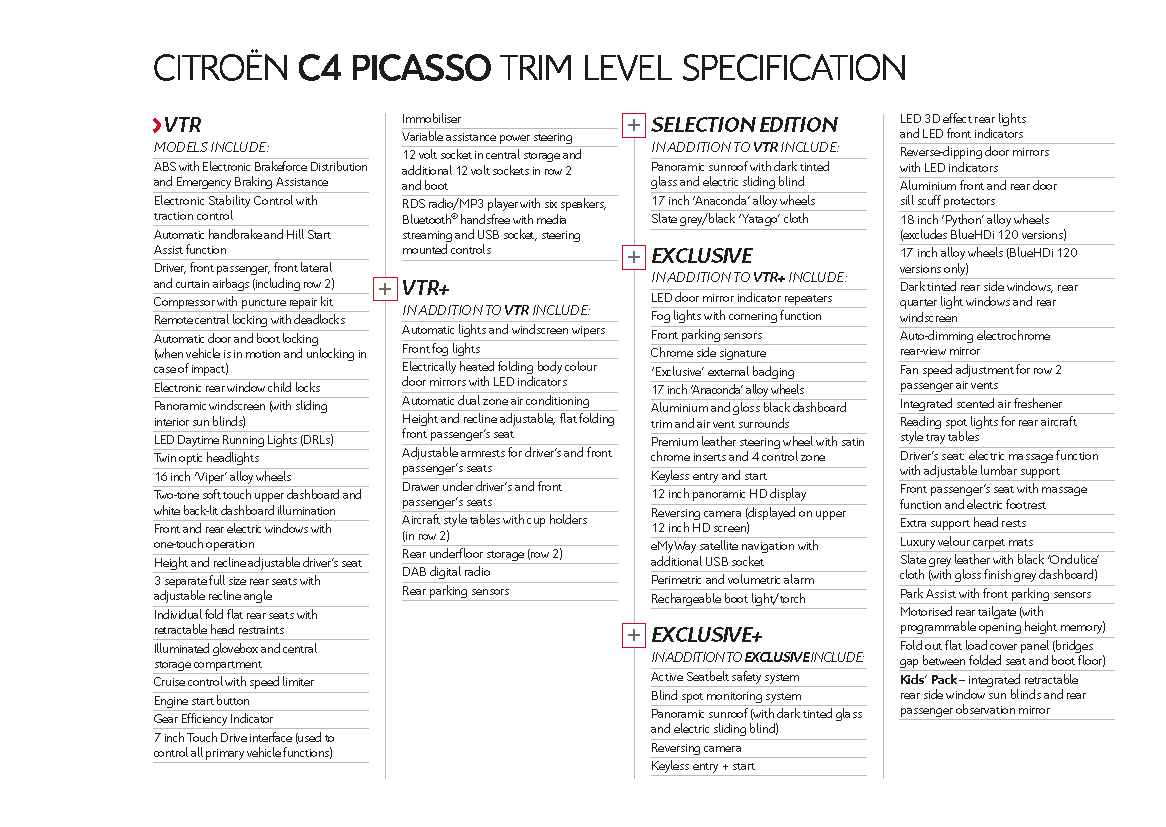 CITROËN C4 PICASSO TRIM LEVEL SPECIFICATION
VTR
MODELS INCLUDE:
ABS with Electronic Brakeforce Distribution
and Emergency Braking Assistance
Electronic Stability Control with
traction control
Automatic handbrake and Hill Start
Assist function
Driver, front passenger, front lateral
and curtain airbags (including row 2)
Compressor with puncture repair kit
Remote central locking with deadlocks
Automatic door and boot locking
(when vehicle is in motion and unlocking in
case of impact)
Electronic rear window child locks
Panoramic windscreen (with sliding
interior sun blinds)
LED Daytime Running Lights (DRLs)
Twin optic headlights
16 inch ‘Viper’ alloy wheels
Two-tone soft touch upper dashboard and
white back-lit dashboard illumination
Front and rear electric windows with
one-touch operation
Height and recline adjustable driver’s seat
3 separate full size rear seats with
adjustable recline angle
Individual fold flat rear seats with
retractable head restraints
Illuminated glovebox and central
storage compartment
Cruise control with speed limiter
Engine start button
Gear Efficiency Indicator
7 inch Touch Drive interface (used to
control all primary vehicle functions)
Immobiliser
Variable assistance power steering
12 volt socket in central storage and
additional 12 volt sockets in row 2
and boot
RDS radio/MP3 player with six speakers,
Bluetooth® handsfree with media
streaming and USB socket, steering
mounted controls
+ VTR+
IN ADDITION TO VTR INCLUDE:
Automatic lights and windscreen wipers
Front fog lights
Electrically heated folding body colour
door mirrors with LED indicators
Automatic dual zone air conditioning
Height and recline adjustable, flat folding
front passenger’s seat
Adjustable armrests for driver’s and front
passenger’s seats
Drawer under driver’s and front
passenger’s seats
Aircraft style tables with cup holders
(in row 2)
Rear underfloor storage (row 2)
DAB digital radio
Rear parking sensors
+ SELECTION EDITION
IN ADDITION TO VTR INCLUDE:
Panoramic sunroof with dark tinted
glass and electric sliding blind
17 inch ‘Anaconda’ alloy wheels
Slate grey/black ‘Yatago’ cloth
+ EXCLUSIVE
IN ADDITION TO VTR+ INCLUDE:
LED door mirror indicator repeaters
Fog lights with cornering function
Front parking sensors
Chrome side signature
‘Exclusive’ external badging
17 inch ‘Anaconda’ alloy wheels
Aluminium and gloss black dashboard
trim and air vent surrounds
Premium leather steering wheel with satin
chrome inserts and 4 control zone
Keyless entry and start
12 inch panoramic HD display
Reversing camera (displayed on upper
12 inch HD screen)
eMyWay satellite navigation with
additional USB socket
Perimetric and volumetric alarm
Rechargeable boot light/torch
+ EXCLUSIVE+
IN ADDITION TO EXCLUSIVE INCLUDE:
Active Seatbelt safety system
Blind spot monitoring system
Panoramic sunroof (with dark tinted glass
and electric sliding blind)
Reversing camera
Keyless entry + start
LED 3D effect rear lights
and LED front indicators
Reverse-dipping door mirrors
with LED indicators
Aluminium front and rear door
sill scuff protectors
18 inch ‘Python’ alloy wheels
(excludes BlueHDi 120 versions)
17 inch alloy wheels (BlueHDi 120
versions only)
Dark tinted rear side windows, rear
quarter light windows and rear
windscreen
Auto-dimming electrochrome
rear-view mirror
Fan speed adjustment for row 2
passenger air vents
Integrated scented air freshener
Reading spot lights for rear aircraft
style tray tables
Driver’s seat: electric massage function
with adjustable lumbar support
Front passenger’s seat with massage
function and electric footrest
Extra support head rests
Luxury velour carpet mats
Slate grey leather with black ‘Ondulice’
cloth (with gloss finish grey dashboard)
Park Assist with front parking sensors
Motorised rear tailgate (with
programmable opening height memory)
Fold out flat load cover panel (bridges
gap between folded seat and boot floor)
Kids’ Pack – integrated retractable
rear side window sun blinds and rear
passenger observation mirror